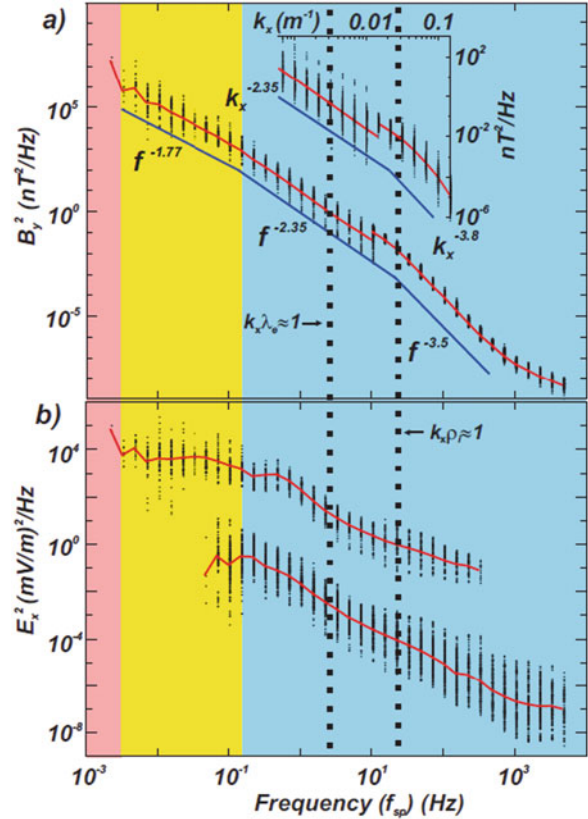 a)
k_x (m^-1) 0.01 0.1
10^2
10^-2
10^-6
nT^2/Hz
k_x^-2.35
k_x^-3.8
10^5
10^0
10^-5
B_y^2 (nT^2/Hz)
f^-1.77
f^-2.35
f^-3.5
k_xλ_e≈1→
b)
←k_xρ_i≈1
10^4
10^0
10^-4
10^-8
E_x^2 (mV/m)^2/Hz
10^-3 10^-1 10^1 10^3
Frequency (f_sp) (Hz)